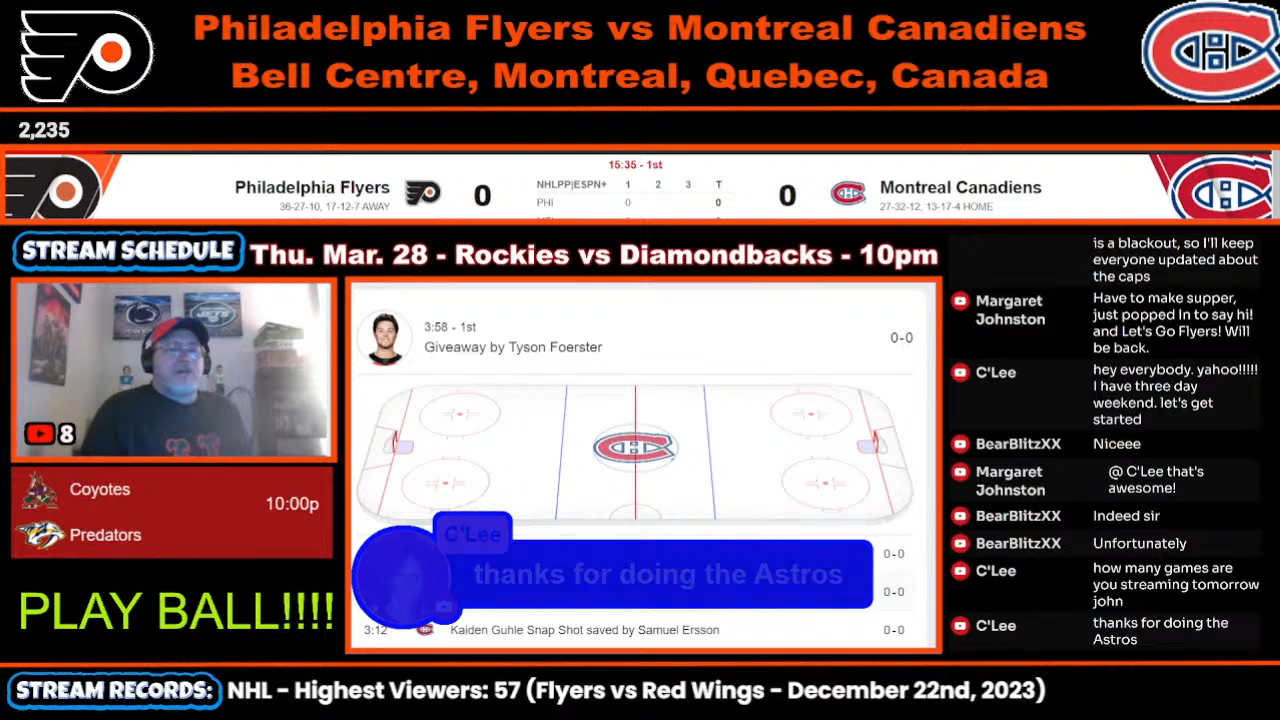 Philadelphia Flyers vs Montreal Canadiens
Bell Centre, Montreal, Quebec, Canada
2,235
15:35 - 1st
Philadelphia Flyers
36-27-10, 17-12-7 AWAY
0
NHLPP|ESPN+ 1 2 3 T
PHI 0 0
0
Montreal Canadiens
27-32-12, 13-17-4 HOME
STREAM SCHEDULE
Thu. Mar. 28 - Rockies vs Diamondbacks - 10pm
8
Coyotes
Predators
10:00p
PLAY BALL!!!!
3:58 - 1st
Giveaway by Tyson Foerster
0-0
C'Lee
thanks for doing the Astros
0-0
0-0
3:12 Kaiden Guhle Snap Shot saved by Samuel Ersson 0-0
is a blackout, so I'll keep
everyone updated about
the caps
Margaret
Johnston
Have to make supper,
just popped In to say hi!
and Let's Go Flyers! Will
be back.
C'Lee
hey everybody. yahoo!!!!!
I have three day
weekend. let's get
started
BearBlitzXX Niceee
Margaret
Johnston
@ C'Lee that's
awesome!
BearBlitzXX Indeed sir
BearBlitzXX Unfortunately
C'Lee
how many games are
you streaming tomorrow
john
C'Lee
thanks for doing the
Astros
STREAM RECORDS:
NHL - Highest Viewers: 57 (Flyers vs Red Wings - December 22nd, 2023)